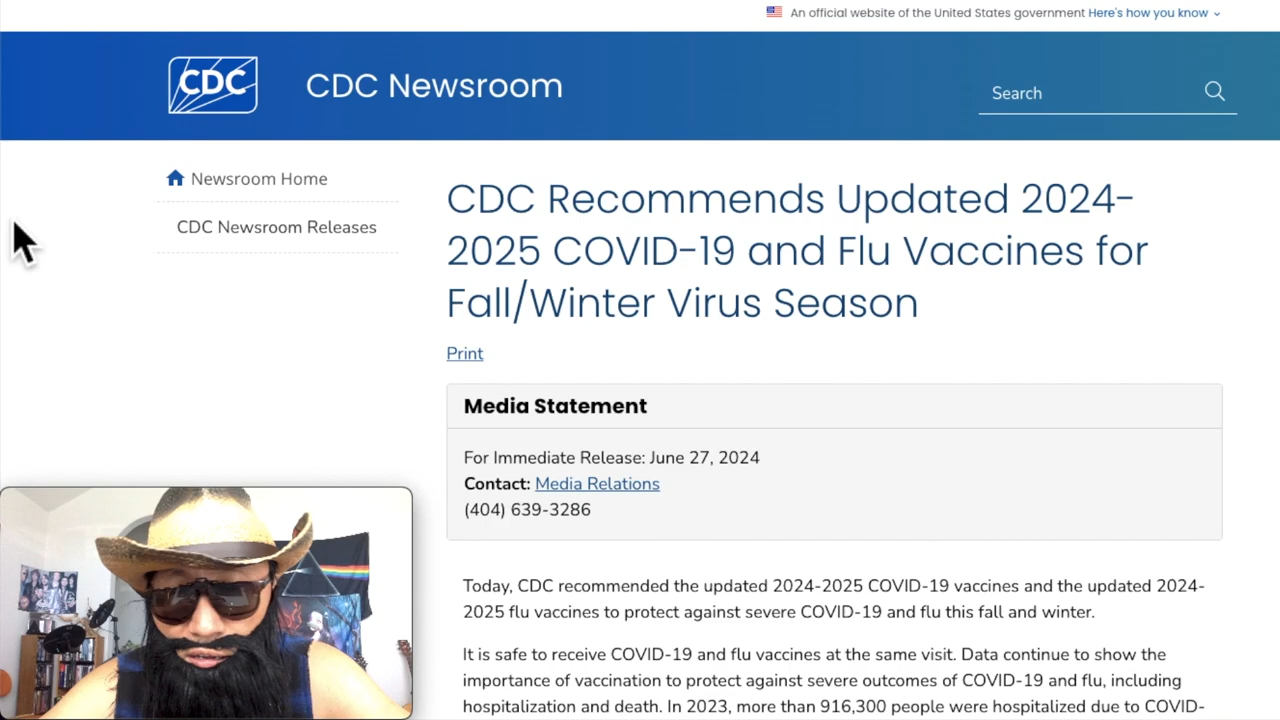 An official website of the United States government Here's how you know
CDC
CDC Newsroom
Search
Newsroom Home
CDC Newsroom Releases
CDC Recommends Updated 2024-
2025 COVID-19 and Flu Vaccines for
Fall/Winter Virus Season
Print
Media Statement
For Immediate Release: June 27, 2024
Contact: Media Relations
(404) 639-3286
Today, CDC recommended the updated 2024-2025 COVID-19 vaccines and the updated 2024-
2025 flu vaccines to protect against severe COVID-19 and flu this fall and winter.
It is safe to receive COVID-19 and flu vaccines at the same visit. Data continue to show the
importance of vaccination to protect against severe outcomes of COVID-19 and flu, including
hospitalization and death. In 2023, more than 916,300 people were hospitalized due to COVID-